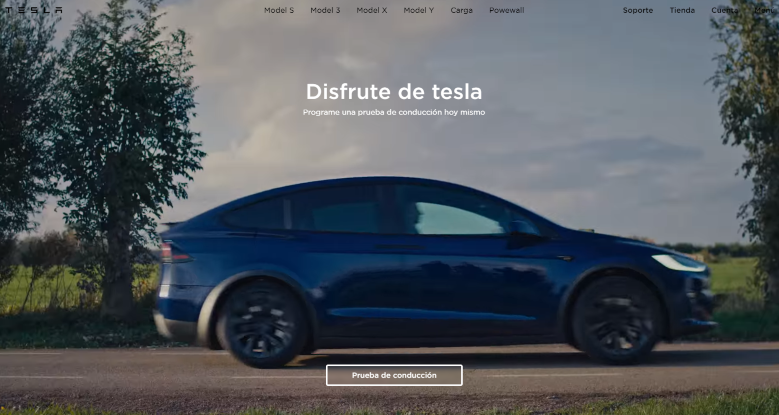 TESLA
Model S
Model 3
Model X
Model Y
Carga
Powewall
Soporte
Tienda
Cuenta
Menu
Disfrute de tesla
Programe una prueba de conducción hoy mismo
Prueba de conducción